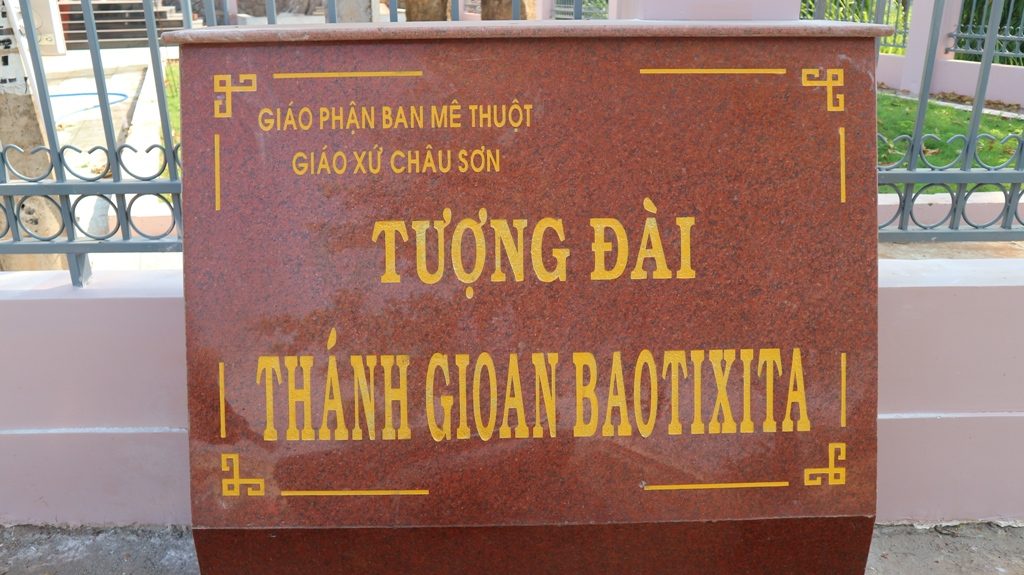 GIÁO PHẬN BAN MÊ THUỘT
GIÁO XỨ CHÂU SƠN
TƯỢNG ĐÀI
THÁNH GIOAN BAOTIXITA